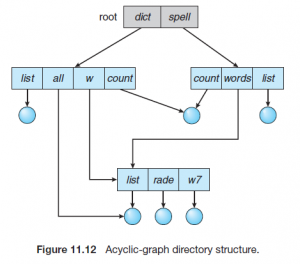 root dict spell
list all w count count words list
list rade w7
Figure 11.12 Acyclic-graph directory structure.